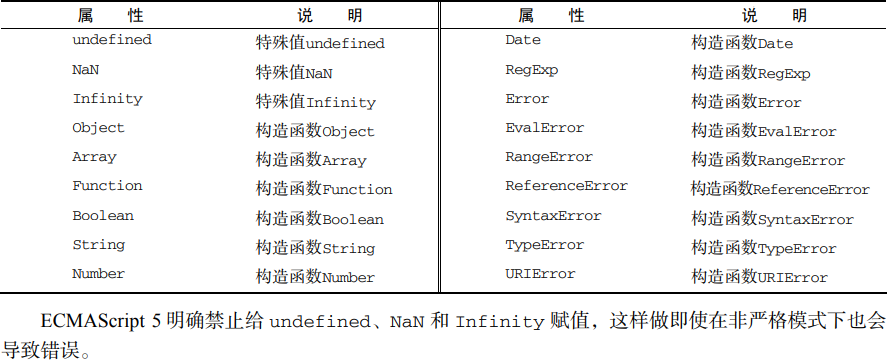 属 性 说 明 属 性 说 明
undefined 特殊值undefined Date 构造函数Date
NaN 特殊值NaN RegExp 构造函数RegExp
Infinity 特殊值Infinity Error 构造函数Error
Object 构造函数Object EvalError 构造函数EvalError
Array 构造函数Array RangeError 构造函数RangeError
Function 构造函数Function ReferenceError 构造函数ReferenceError
Boolean 构造函数Boolean SyntaxError 构造函数SyntaxError
String 构造函数String TypeError 构造函数TypeError
Number 构造函数Number URIError 构造函数URIError
ECMAScript 5 明确禁止给 undefined、NaN 和 Infinity 赋值，这样做即使在非严格模式下也会
导致错误。